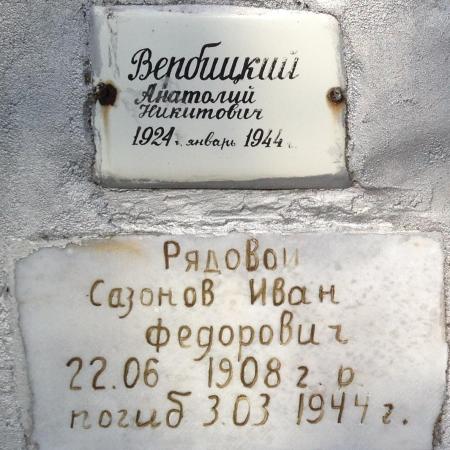 Вербицкий
Анатолий
Никитович
1924 г. январь 1944 г.
Рядовой
Сазонов Иван
Федорович
22.06 1908 г. р.
погиб 3.03 1944 г.